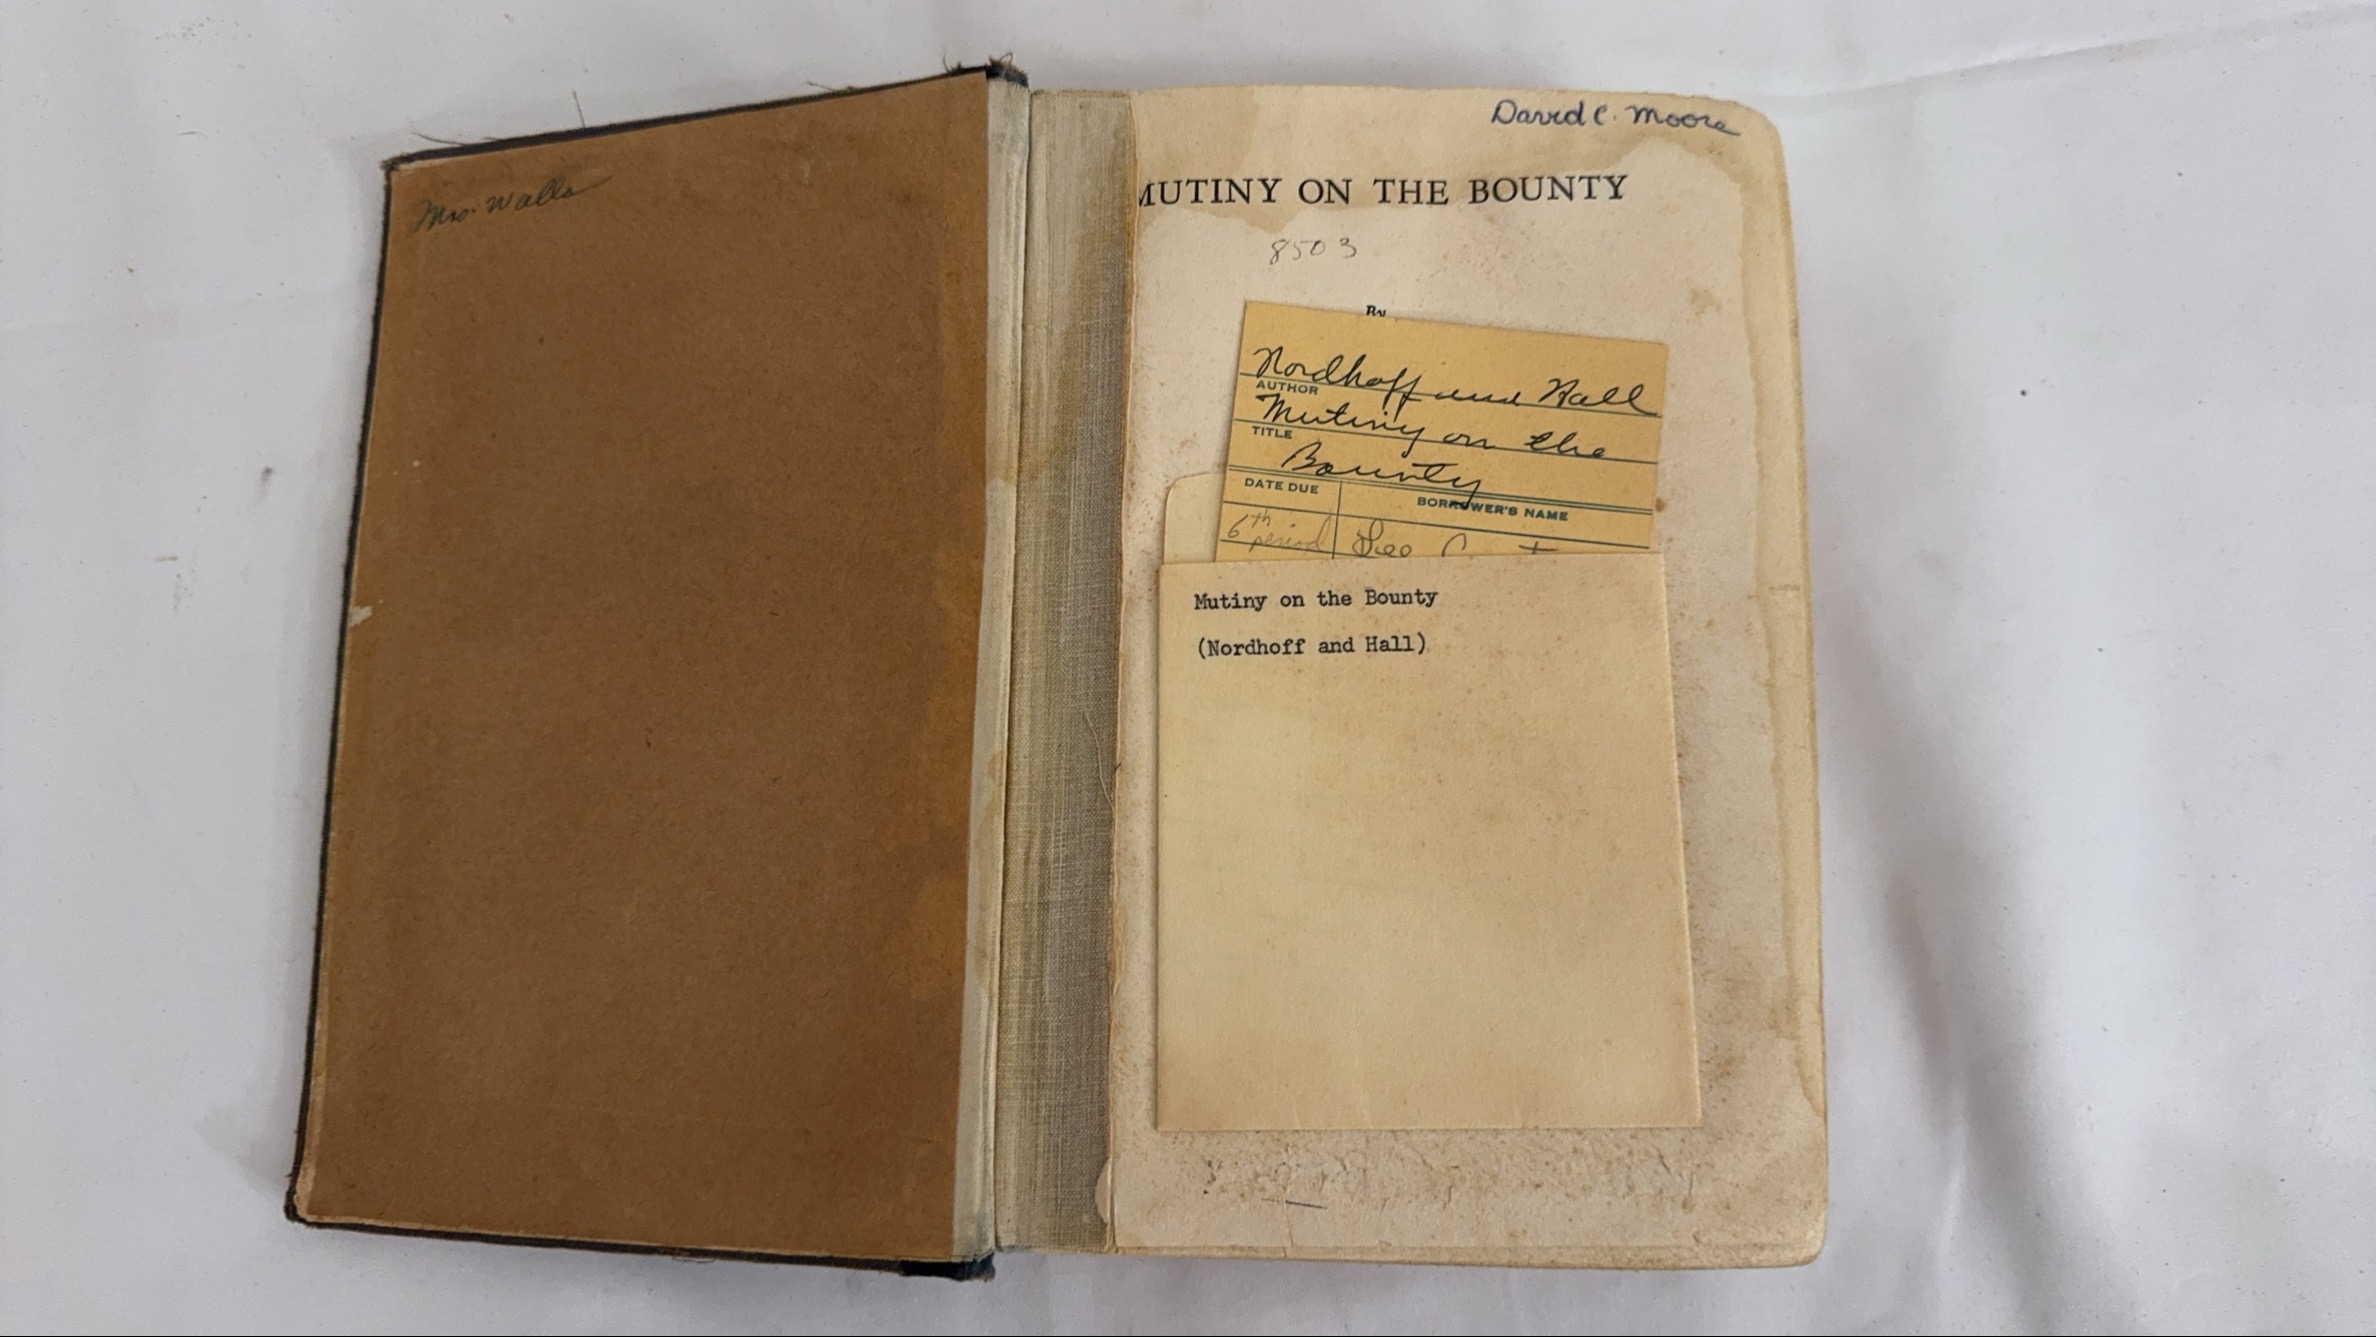 Mrs. Walls
David C. Moore
MUTINY ON THE BOUNTY
8503
By
Nordhoff and Hall
AUTHOR
Mutiny on the
TITLE
Bounty
DATE DUE
BORROWER'S NAME
6th
period
Mutiny on the Bounty
(Nordhoff and Hall)